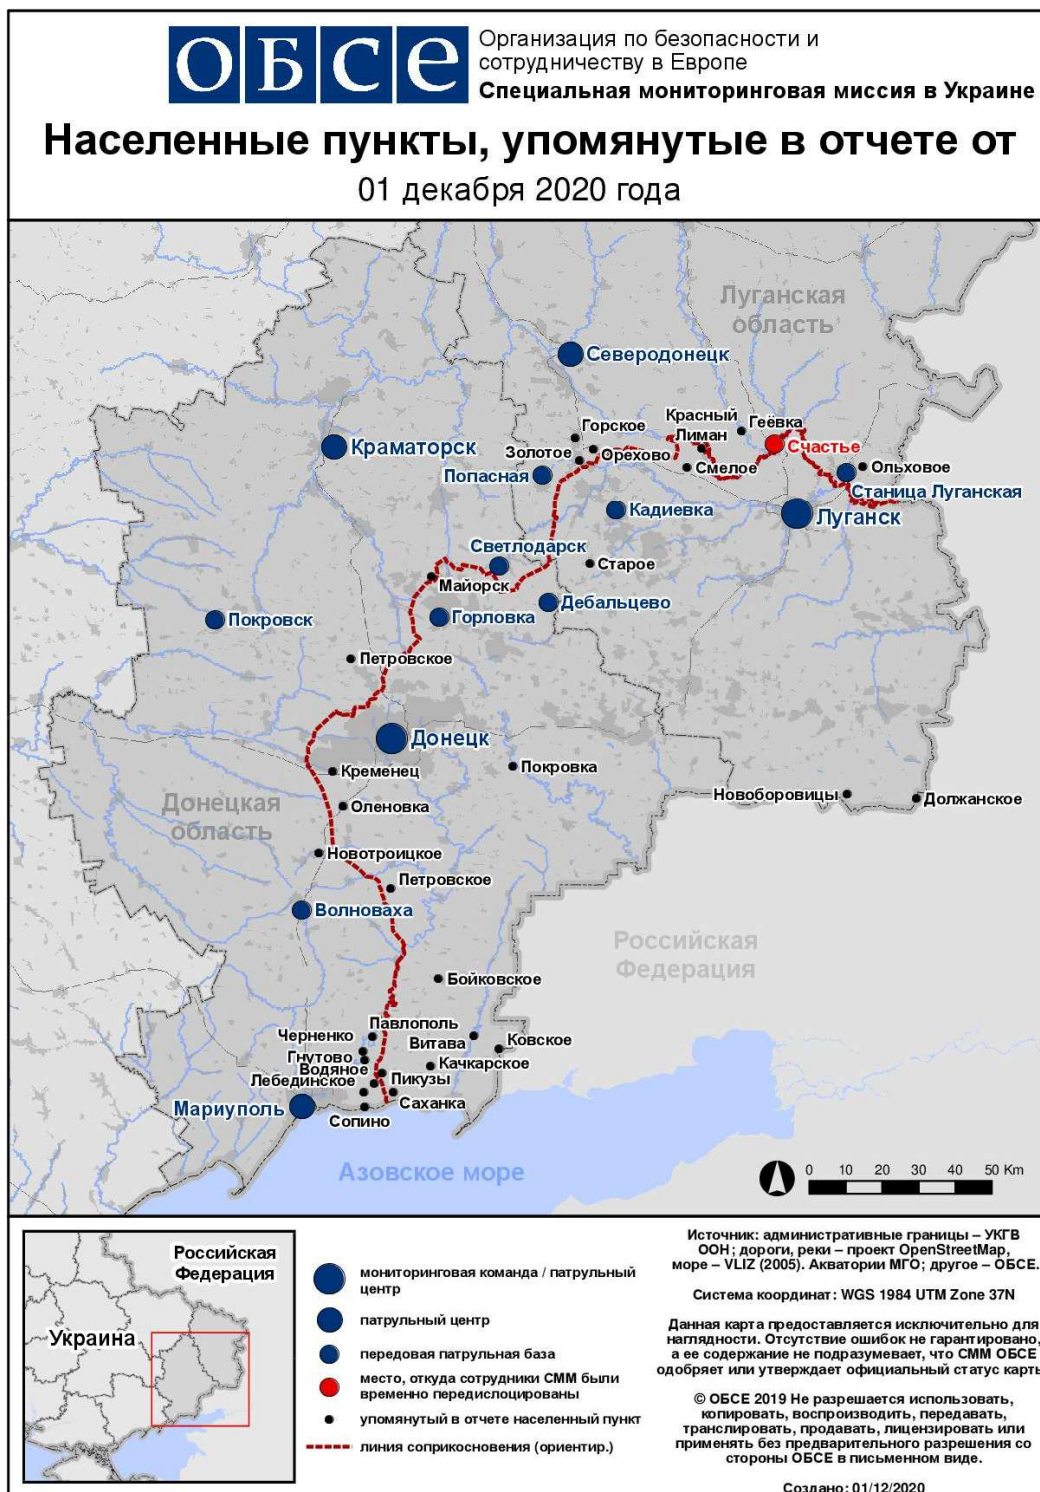 ОБСЕ
Организация по безопасности и
сотрудничеству в Европе
Специальная мониторинговая миссия в Украине
Населенные пункты, упомянутые в отчете от
01 декабря 2020 года
Луганская
область
Северодонецк
Красный
Лиман
Геёвка
Горское
Счастье
Краматорск
Золотое
Орехово
Смелое
Ольховое
Попасная
Станица Луганская
Кадиевка
Луганск
Светлодарск
Старое
Майорск
Дебальцево
Покровск
Горловка
Петровское
Донецк
Покровка
Кременец
Новоборовицы
Должанское
Донецкая
область
Оленовка
Новотроицкое
Петровское
Волноваха
Российская
Федерация
Бойковское
Павлополь
Черненко
Витава
Ковское
Гнутово
Водяное
Качкарское
Лебединское
Пикузы
Мариуполь
Саханка
Сопино
Азовское море
0 10 20 30 40 50 Km
Российская
Федерация
Украина
мониторинговая команда / патрульный
центр
патрульный центр
передовая патрульная база
место, откуда сотрудники СММ были
временно передислоцированы
упомянутый в отчете населенный пункт
линия соприкосновения (ориентир.)
Источник: административные границы – УКГВ
ООН; дороги, реки – проект OpenStreetMap,
море – VLIZ (2005). Акватории МГО; другое – ОБСЕ.
Система координат: WGS 1984 UTM Zone 37N
Данная карта предоставляется исключительно для
наглядности. Отсутствие ошибок не гарантировано,
а ее содержание не подразумевает, что СММ ОБСЕ
одобряет или утверждает официальный статус карты
© ОБСЕ 2019 Не разрешается использовать,
копировать, воспроизводить, передавать,
транслировать, продавать, лицензировать или
применять без предварительного разрешения со
стороны ОБСЕ в письменном виде.
Создано: 01/12/2020